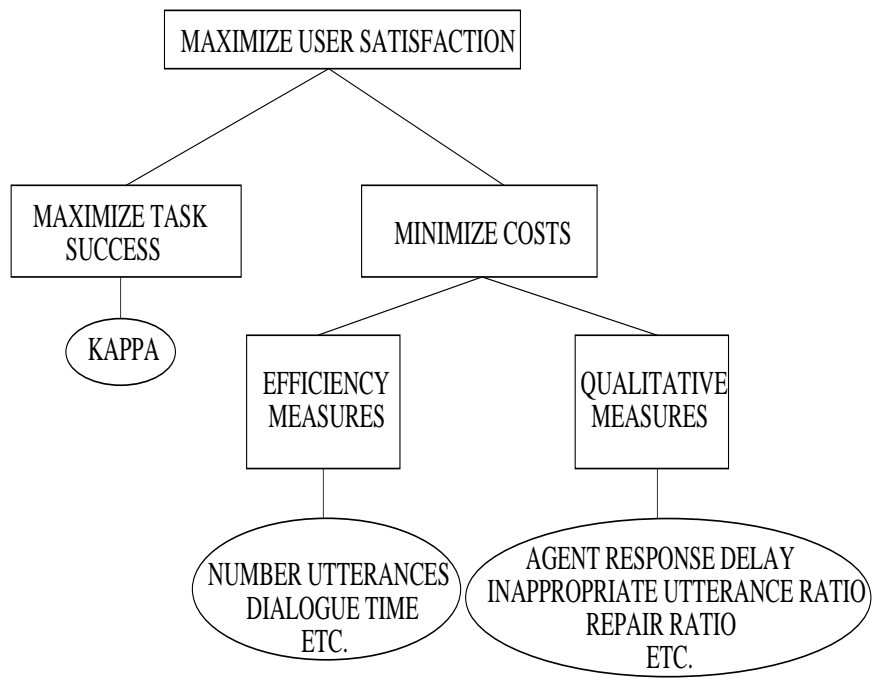 MAXIMIZE USER SATISFACTION
MAXIMIZE TASK
SUCCESS
MINIMIZE COSTS
KAPPA
EFFICIENCY
MEASURES
QUALITATIVE
MEASURES
NUMBER UTTERANCES
DIALOGUE TIME
ETC.
AGENT RESPONSE DELAY
INAPPROPRIATE UTTERANCE RATIO
REPAIR RATIO
ETC.